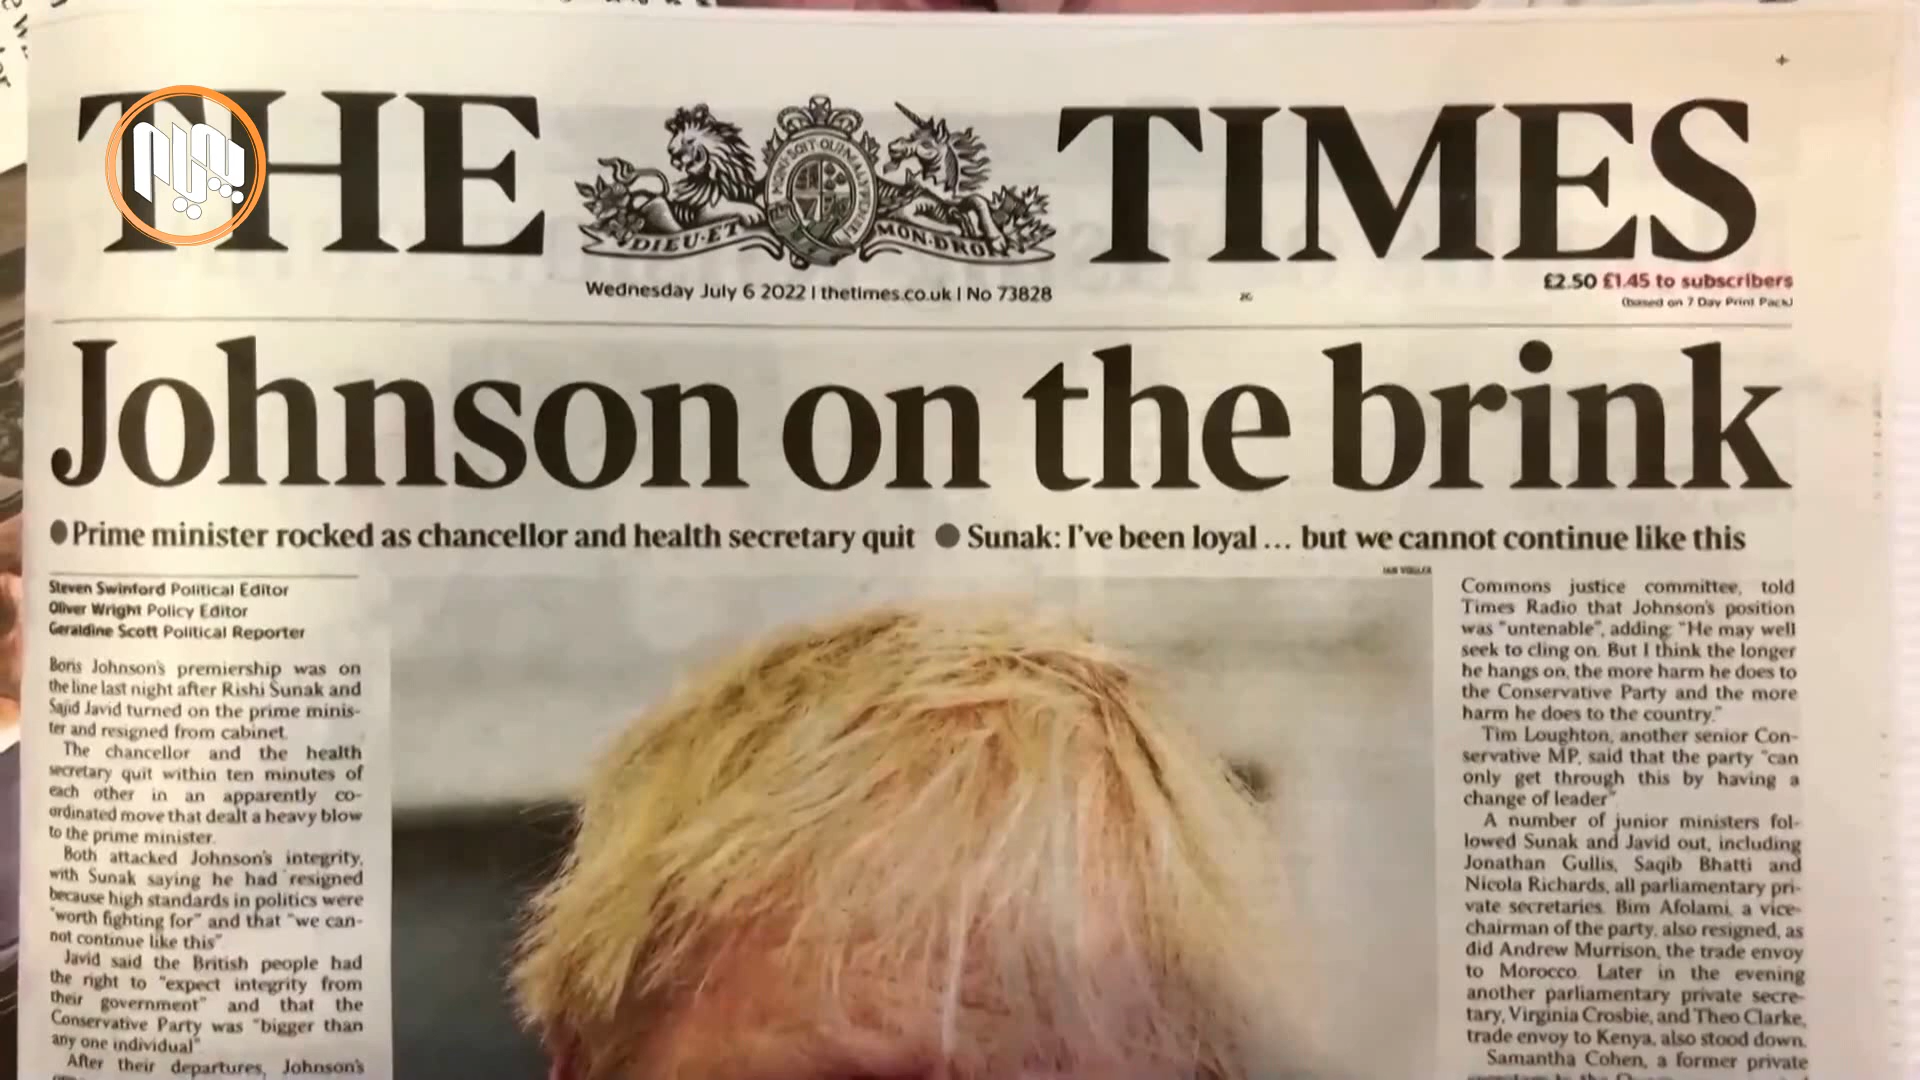 THE TIMES
DIEU·ET MON·DROI
Wednesday July 6 2022 | thetimes.co.uk | No 73828
£2.50 £1.45 to subscribers
(based on 7 Day Print Pack)
Johnson on the brink
● Prime minister rocked as chancellor and health secretary quit ● Sunak: I've been loyal ... but we cannot continue like this
Steven Swinford Political Editor
Oliver Wright Policy Editor
Geraldine Scott Political Reporter
Boris Johnson's premiership was on
the line last night after Rishi Sunak and
Sajid Javid turned on the prime minis-
ter and resigned from cabinet.
The chancellor and the health
secretary quit within ten minutes of
each other in an apparently co-
ordinated move that dealt a heavy blow
to the prime minister.
Both attacked Johnson's integrity,
with Sunak saying he had resigned
because high standards in politics were
"worth fighting for" and that "we can-
not continue like this".
Javid said the British people had
the right to "expect integrity from
their government" and that the
Conservative Party was "bigger than
any one individual".
After their departures, Johnson's
Commons justice committee, told
Times Radio that Johnson's position
was "untenable", adding: "He may well
seek to cling on. But I think the longer
he hangs on, the more harm he does to
the Conservative Party and the more
harm he does to the country."
Tim Loughton, another senior Con-
servative MP, said that the party "can
only get through this by having a
change of leader".
A number of junior ministers fol-
lowed Sunak and Javid out, including
Jonathan Gullis, Saqib Bhatti and
Nicola Richards, all parliamentary pri-
vate secretaries. Bim Afolami, a vice-
chairman of the party, also resigned, as
did Andrew Murrison, the trade envoy
to Morocco. Later in the evening
another parliamentary private secre-
tary, Virginia Crosbie, and Theo Clarke,
trade envoy to Kenya, also stood down.
Samantha Cohen, a former private